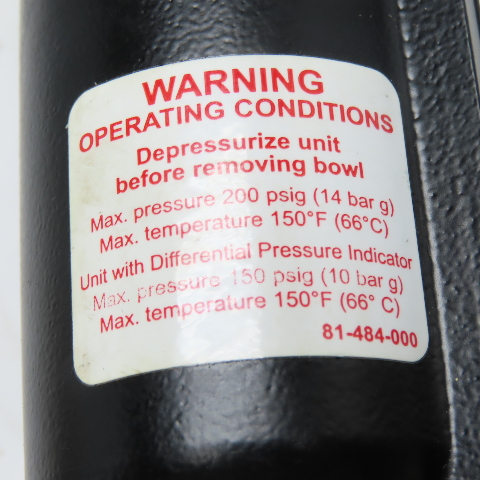 WARNING
OPERATING CONDITIONS
Depressurize unit
before removing bowl
Max. pressure 200 psig (14 bar g)
Max. temperature 150°F (66°C)
Unit with Differential Pressure Indicator
Max. pressure 150 psig (10 bar g)
Max. temperature 150°F (66° C)
81-484-000